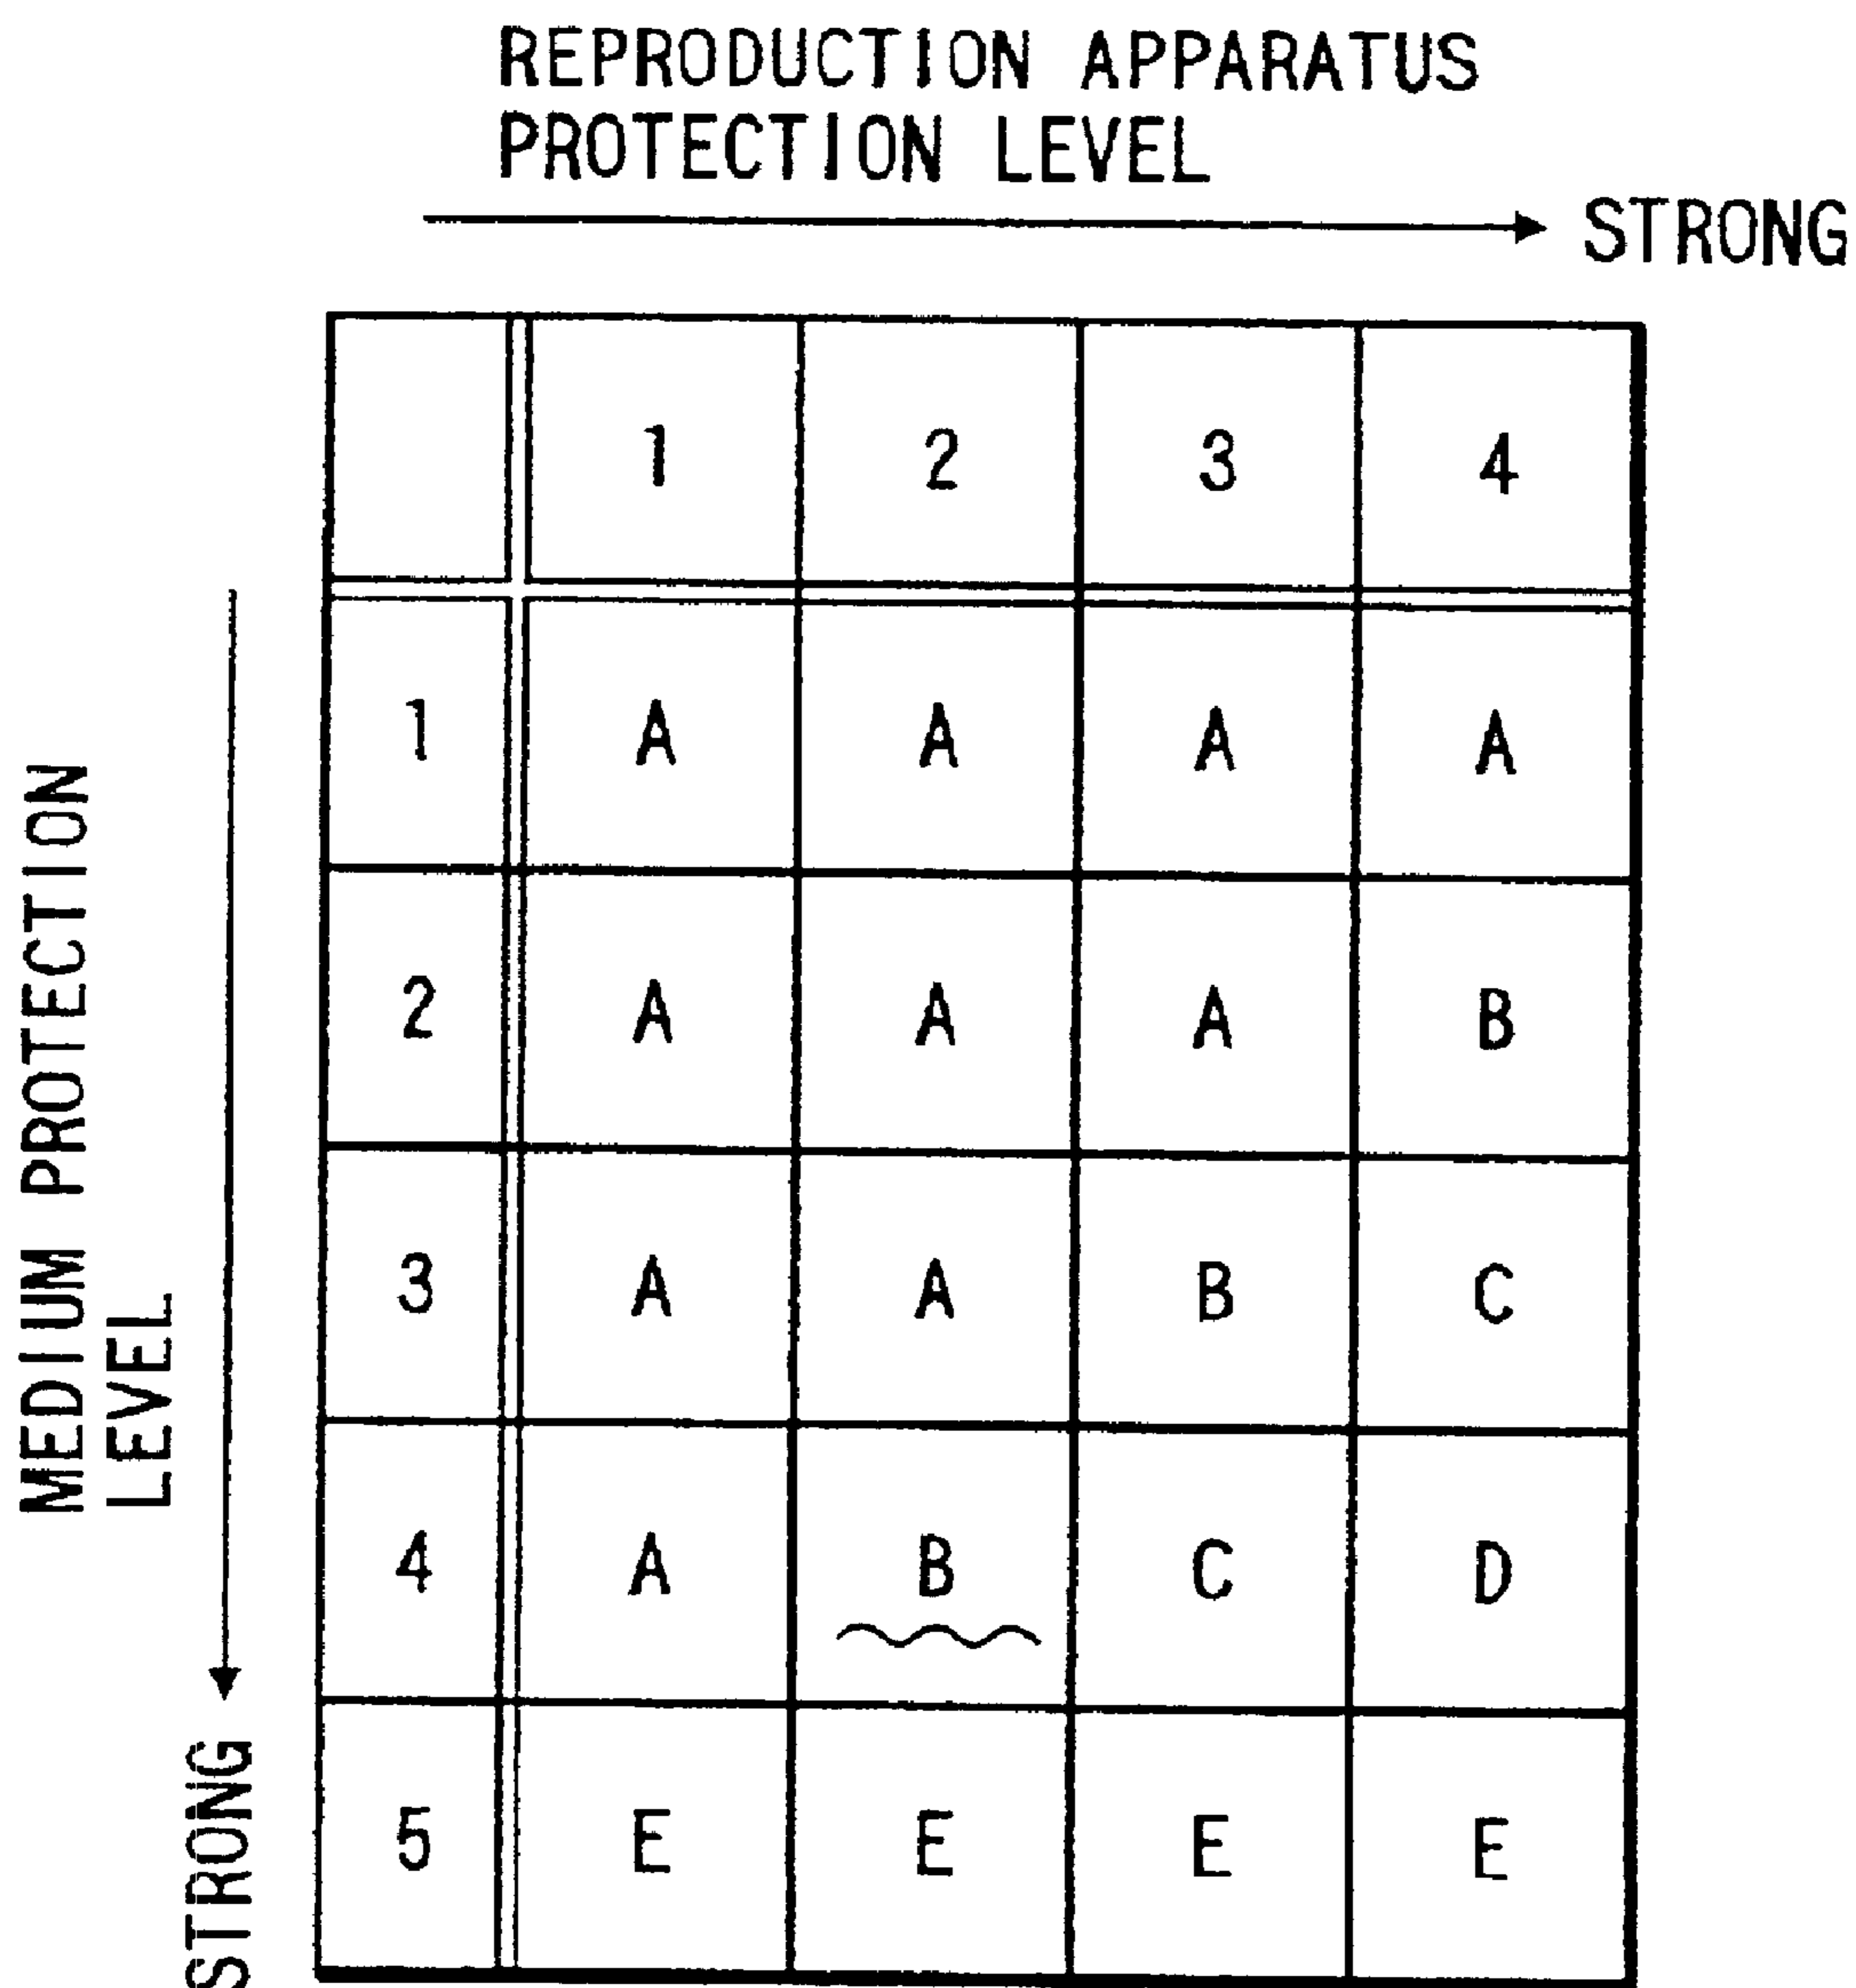 REPRODUCTION APPARATUS
PROTECTION LEVEL
STRONG
1 2 3 4
1 A A A A
2 A A A B
3 A A B C
4 A B C D
5 E E E E
MEDIUM PROTECTION
LEVEL
STRONG